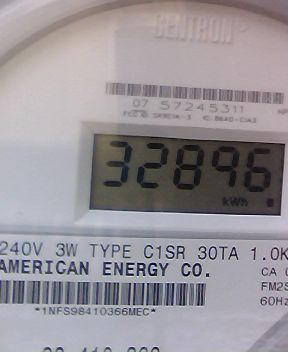 CENTRON®
07 57245311
32896
kWh
240V 3W TYPE C1SR 30TA 1.0K
AMERICAN ENERGY CO.
CA 0
FM2S
60Hz
*1NFS98410366MEC*